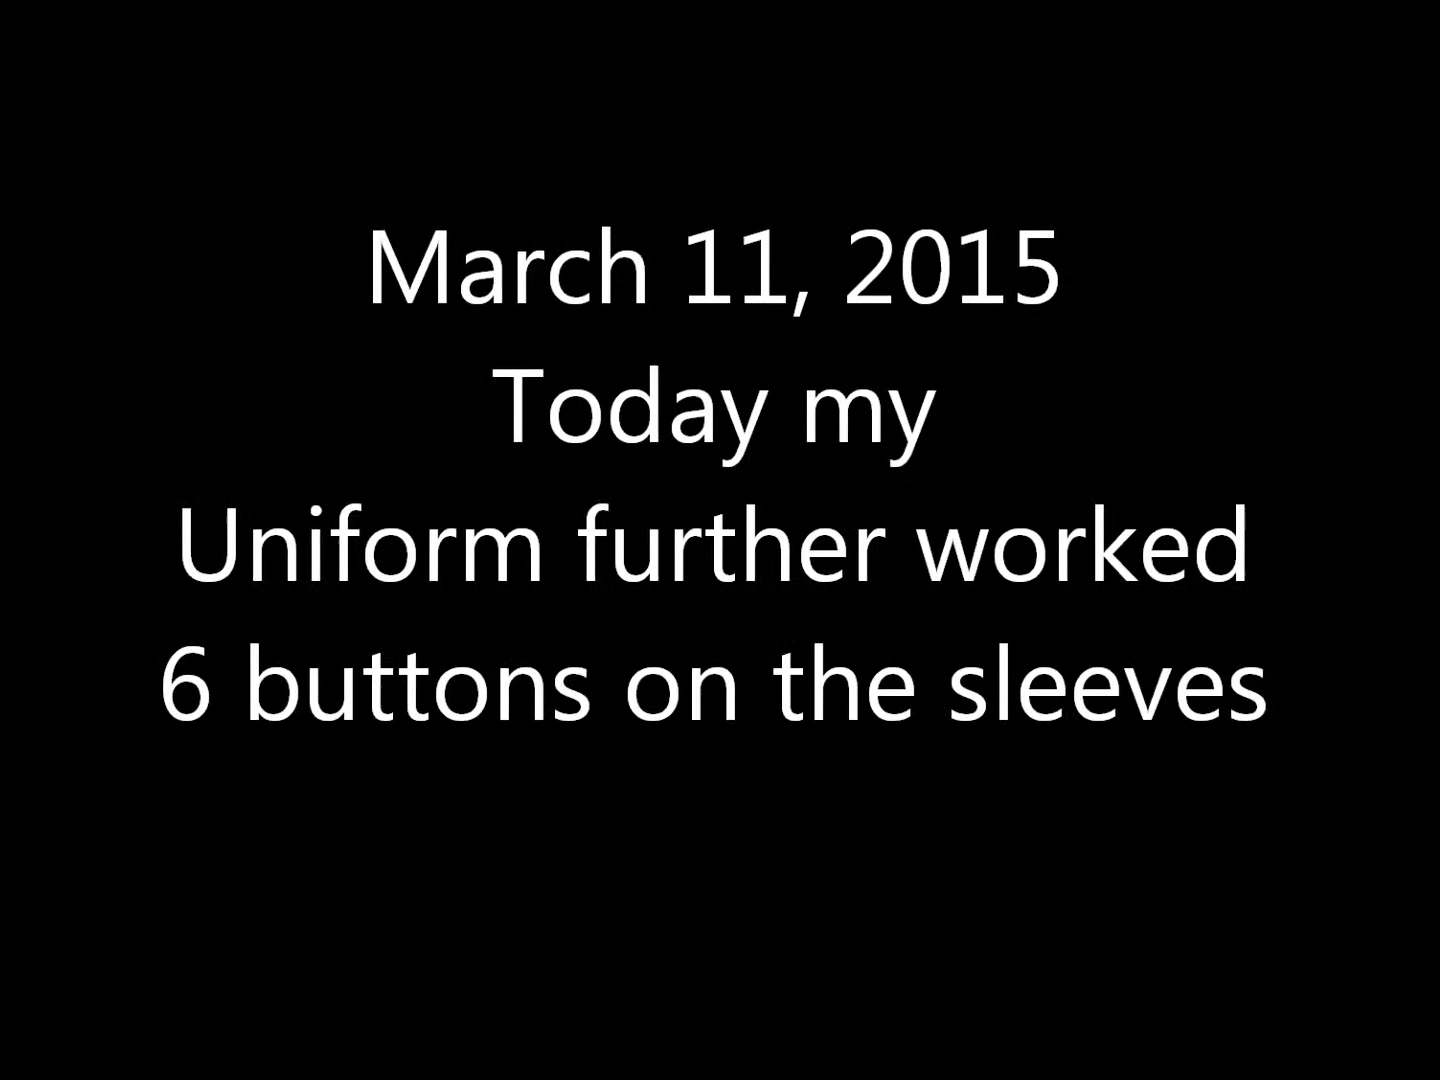 March 11, 2015
Today my
Uniform further worked
6 buttons on the sleeves